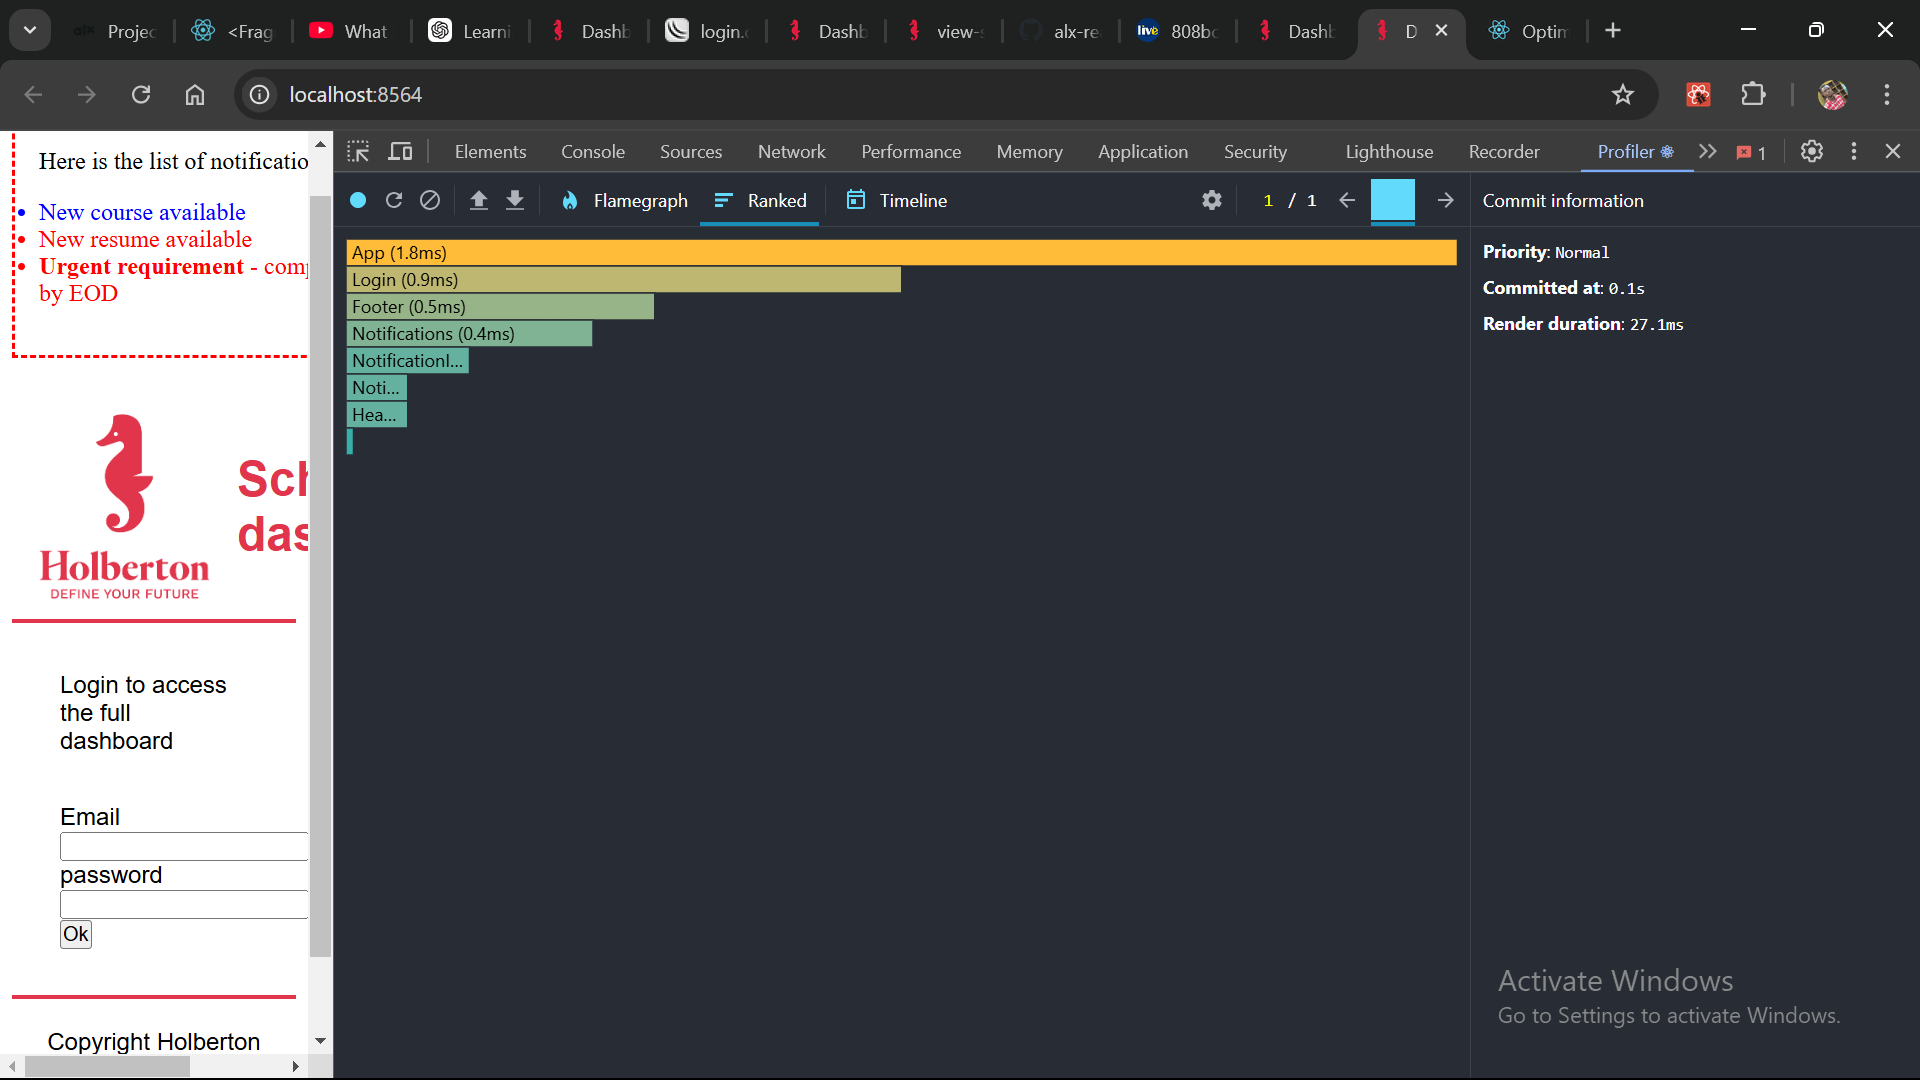 Projec
<Frag
What
Learni
Dashb
login.
Dashb
view-s
alx-re
live
808bc
Dashb
D
Optim
localhost:8564
Here is the list of notificatio
New course available
New resume available
Urgent requirement - com
by EOD
Holberton
DEFINE YOUR FUTURE
Sch
das
Login to access
the full
dashboard
Email
password
Ok
Copyright Holberton
Elements
Console
Sources
Network
Performance
Memory
Application
Security
Lighthouse
Recorder
Profiler
1
Flamegraph
Ranked
Timeline
1 / 1
App (1.8ms)
Login (0.9ms)
Footer (0.5ms)
Notifications (0.4ms)
NotificationI...
Noti...
Hea...
Commit information
Priority: Normal
Committed at: 0.1s
Render duration: 27.1ms
Activate Windows
Go to Settings to activate Windows.